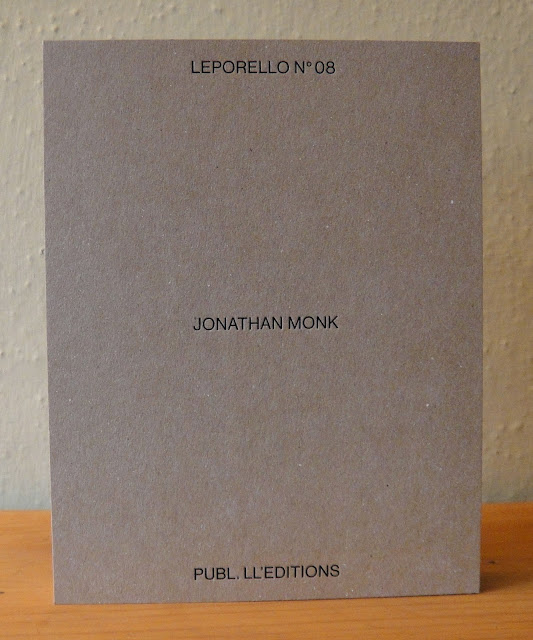 LEPORELLO N° 08
JONATHAN MONK
PUBL. LL'EDITIONS